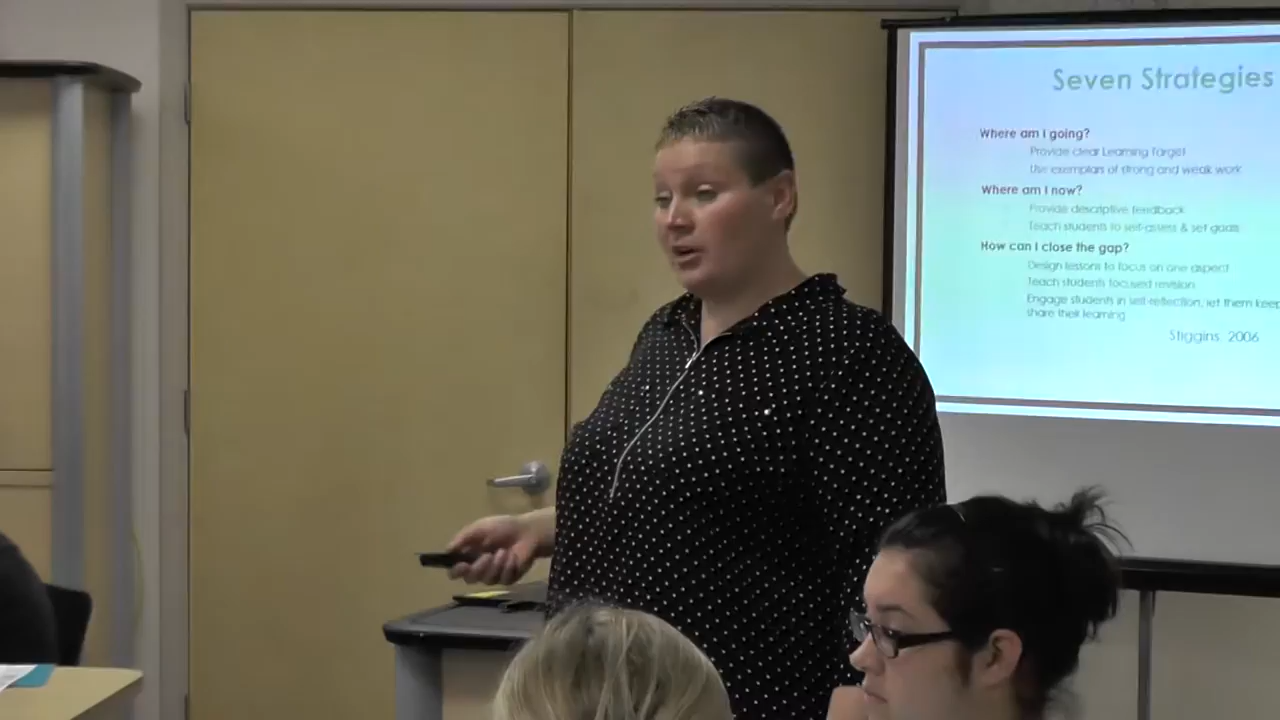 Seven Strategies
Where am I going?
Provide clear Learning Target
Use exemplars of strong and weak work
Where am I now?
Provide descriptive feedback
Teach students to self-assess & set goals
How can I close the gap?
Design lessons to focus on one aspect
Teach students focused revision
Engage students in self-reflection, let them keep
share their learning
Stiggins, 2006